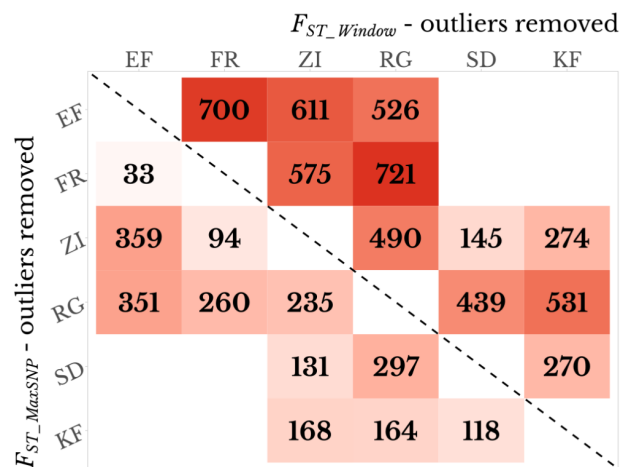 F_ST_Window - outliers removed
EF FR ZI RG SD KF
F_ST_MaxSNP - outliers removed
EF 700 611 526
FR 33 575 721
ZI 359 94 490 145 274
RG 351 260 235 439 531
SD 131 297 270
KF 168 164 118